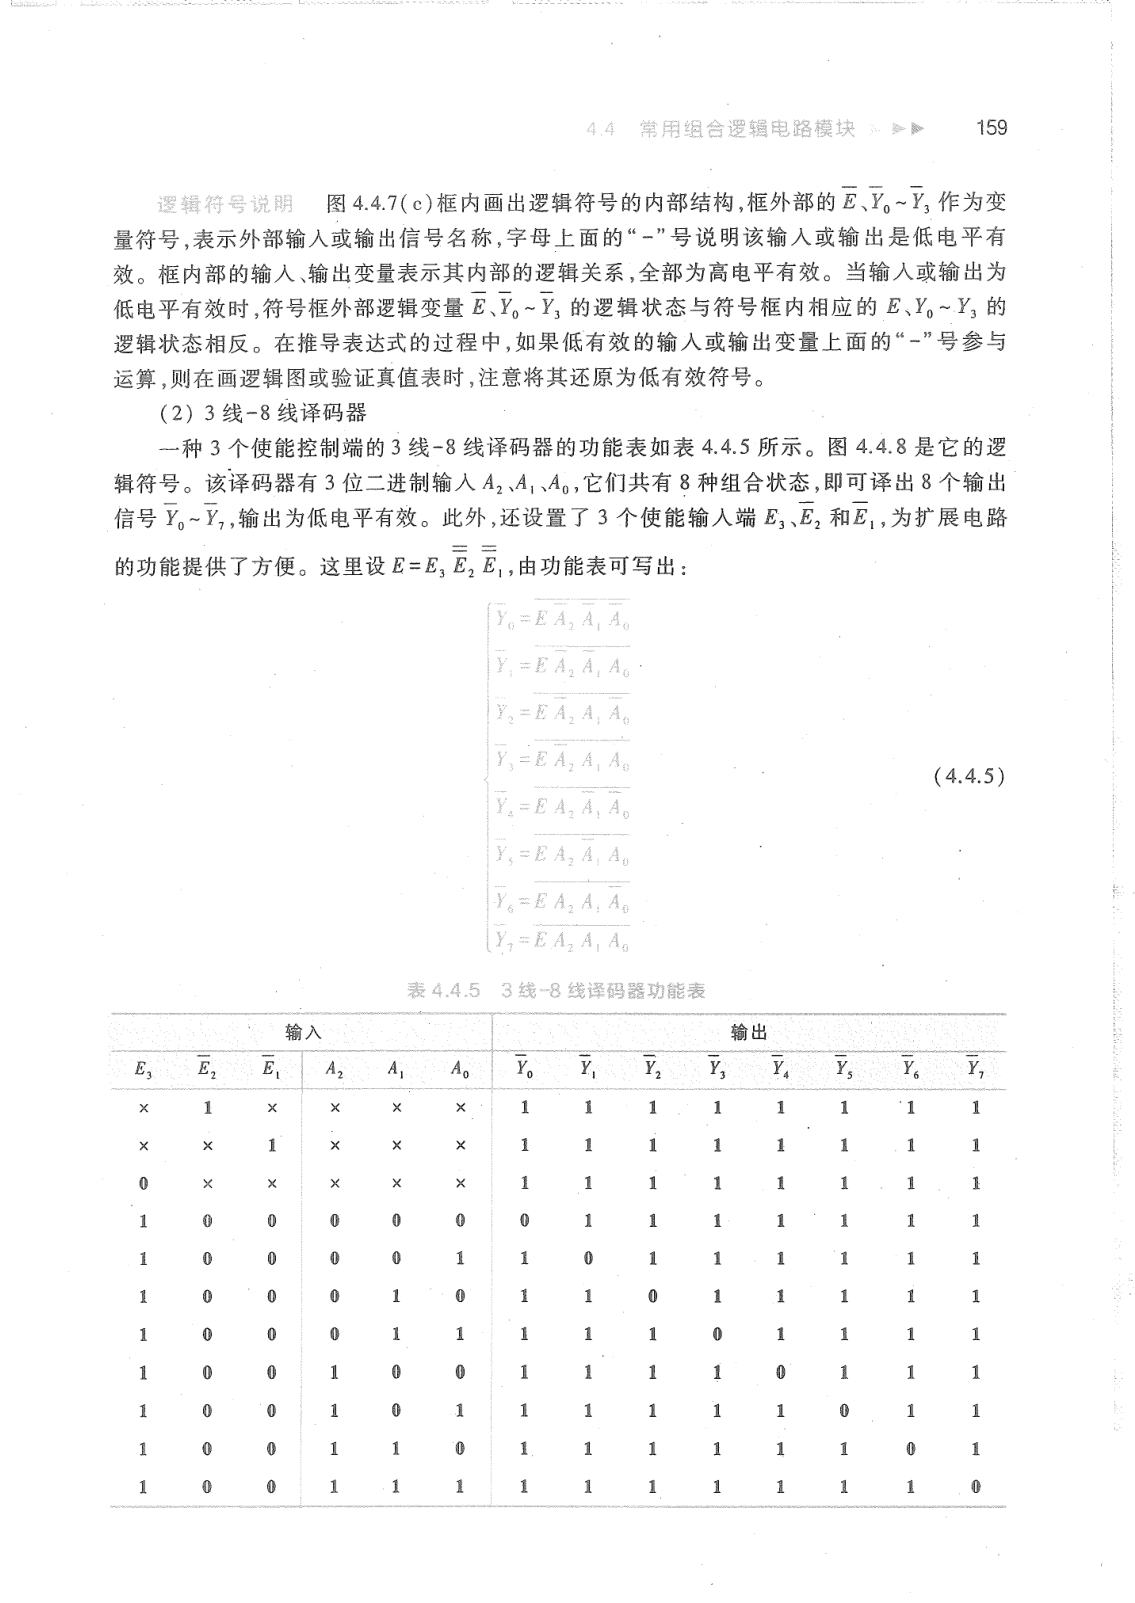 4.4 常用组合逻辑电路模块 159
逻辑符号说明 图 4.4.7(c)框内画出逻辑符号的内部结构,框外部的 E̅、Y̅₀~Y̅₃ 作为变
量符号,表示外部输入或输出信号名称,字母上面的“-”号说明该输入或输出是低电平有
效。框内部的输入、输出变量表示其内部的逻辑关系,全部为高电平有效。当输入或输出为
低电平有效时,符号框外部逻辑变量 E̅、Y̅₀~Y̅₃ 的逻辑状态与符号框内相应的 E、Y₀~Y₃ 的
逻辑状态相反。在推导表达式的过程中,如果低有效的输入或输出变量上面的“-”号参与
运算,则在画逻辑图或验证真值表时,注意将其还原为低有效符号。
(2) 3 线-8 线译码器
一种 3 个使能控制端的 3 线-8 线译码器的功能表如表 4.4.5 所示。图 4.4.8 是它的逻
辑符号。该译码器有 3 位二进制输入 A₂、A₁、A₀,它们共有 8 种组合状态,即可译出 8 个输出
信号 Y̅₀~Y̅₇,输出为低电平有效。此外,还设置了 3 个使能输入端 E₃、E̅₂ 和E̅₁,为扩展电路
的功能提供了方便。这里设 E=E₃ E̿₂ E̿₁,由功能表可写出:
Y̅₀ = \overline{E A̅₂ A̅₁ A̅₀}
Y̅₁ = \overline{E A̅₂ A̅₁ A₀}
Y̅₂ = \overline{E A̅₂ A₁ A̅₀}
Y̅₃ = \overline{E A̅₂ A₁ A₀}
(4.4.5)
Y̅₄ = \overline{E A₂ A̅₁ A̅₀}
Y̅₅ = \overline{E A₂ A̅₁ A₀}
Y̅₆ = \overline{E A₂ A₁ A̅₀}
Y̅₇ = \overline{E A₂ A₁ A₀}
表 4.4.5 3 线-8 线译码器功能表
输入 输出
E₃ E̅₂ E̅₁ A₂ A₁ A₀ Y̅₀ Y̅₁ Y̅₂ Y̅₃ Y̅₄ Y̅₅ Y̅₆ Y̅₇
× 1 × × × × 1 1 1 1 1 1 1 1
× × 1 × × × 1 1 1 1 1 1 1 1
0 × × × × × 1 1 1 1 1 1 1 1
1 0 0 0 0 0 0 1 1 1 1 1 1 1
1 0 0 0 0 1 1 0 1 1 1 1 1 1
1 0 0 0 1 0 1 1 0 1 1 1 1 1
1 0 0 0 1 1 1 1 1 0 1 1 1 1
1 0 0 1 0 0 1 1 1 1 0 1 1 1
1 0 0 1 0 1 1 1 1 1 1 0 1 1
1 0 0 1 1 0 1 1 1 1 1 1 0 1
1 0 0 1 1 1 1 1 1 1 1 1 1 0